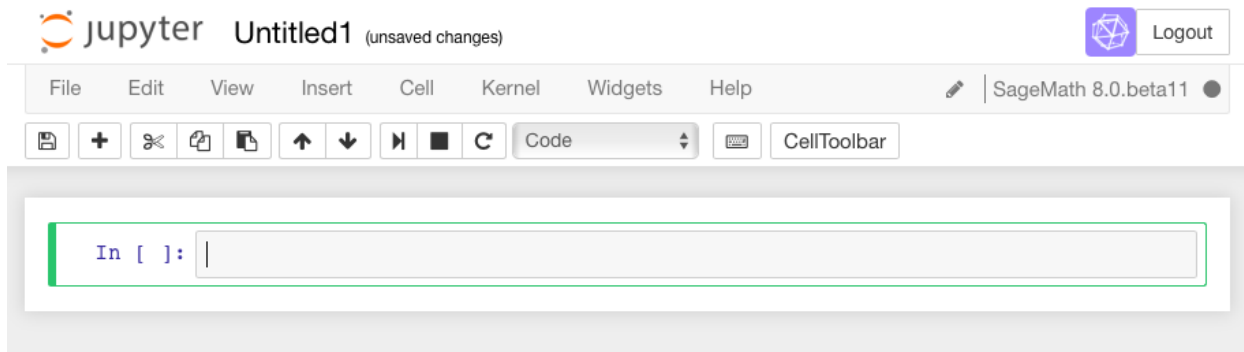 jupyter Untitled1 (unsaved changes) Logout
File Edit View Insert Cell Kernel Widgets Help SageMath 8.0.beta11
Code CellToolbar
In [ ]: